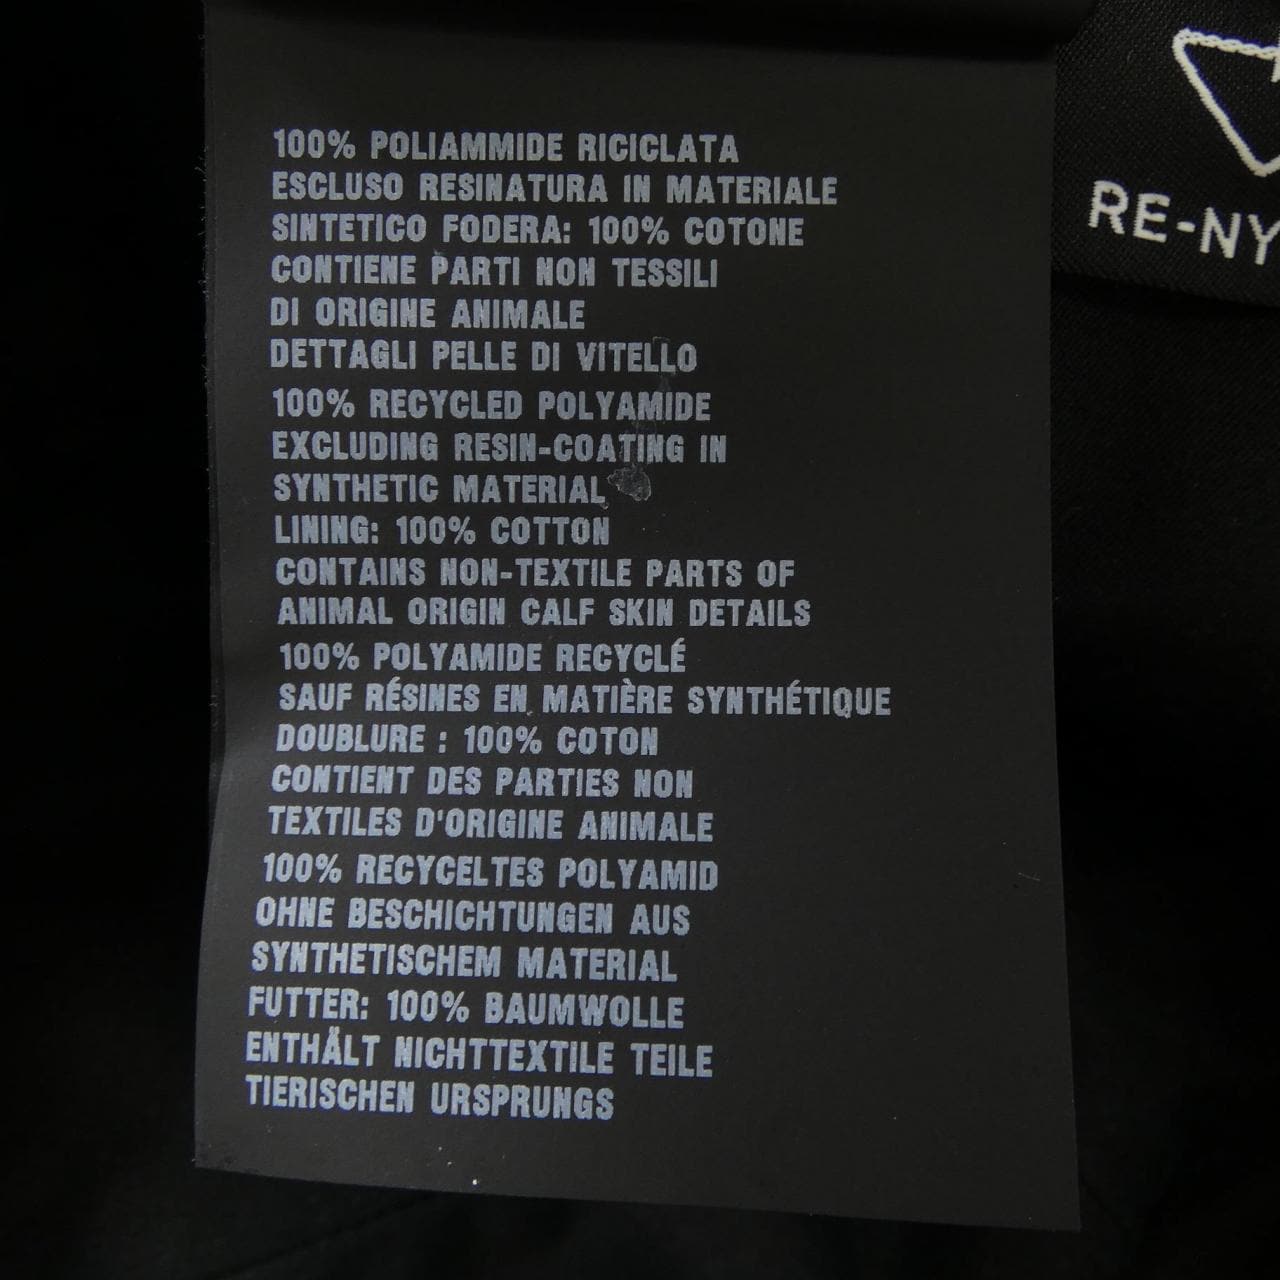 100% POLIAMMIDE RICICLATA
ESCLUSO RESINATURA IN MATERIALE
SINTETICO FODERA: 100% COTONE
CONTIENE PARTI NON TESSILI
DI ORIGINE ANIMALE
DETTAGLI PELLE DI VITELLO
100% RECYCLED POLYAMIDE
EXCLUDING RESIN-COATING IN
SYNTHETIC MATERIAL
LINING: 100% COTTON
CONTAINS NON-TEXTILE PARTS OF
ANIMAL ORIGIN CALF SKIN DETAILS
100% POLYAMIDE RECYCLÉ
SAUF RÉSINES EN MATIÈRE SYNTHÉTIQUE
DOUBLURE : 100% COTON
CONTIENT DES PARTIES NON
TEXTILES D'ORIGINE ANIMALE
100% RECYCELTES POLYAMID
OHNE BESCHICHTUNGEN AUS
SYNTHETISCHEM MATERIAL
FUTTER: 100% BAUMWOLLE
ENTHÄLT NICHTTEXTILE TEILE
TIERISCHEN URSPRUNGS
RE-NY